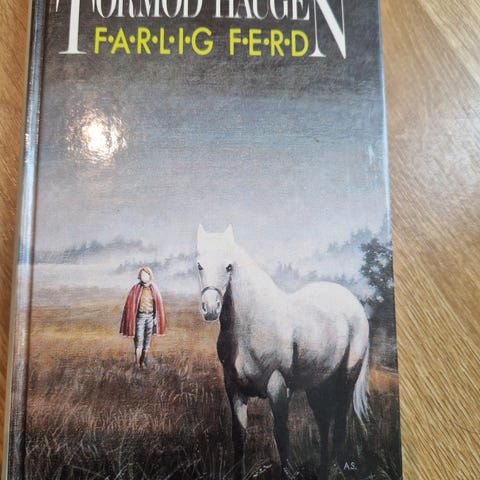 TORMOD HAUGEN
F•A•R•L•I•G F•E•R•D
A.S.